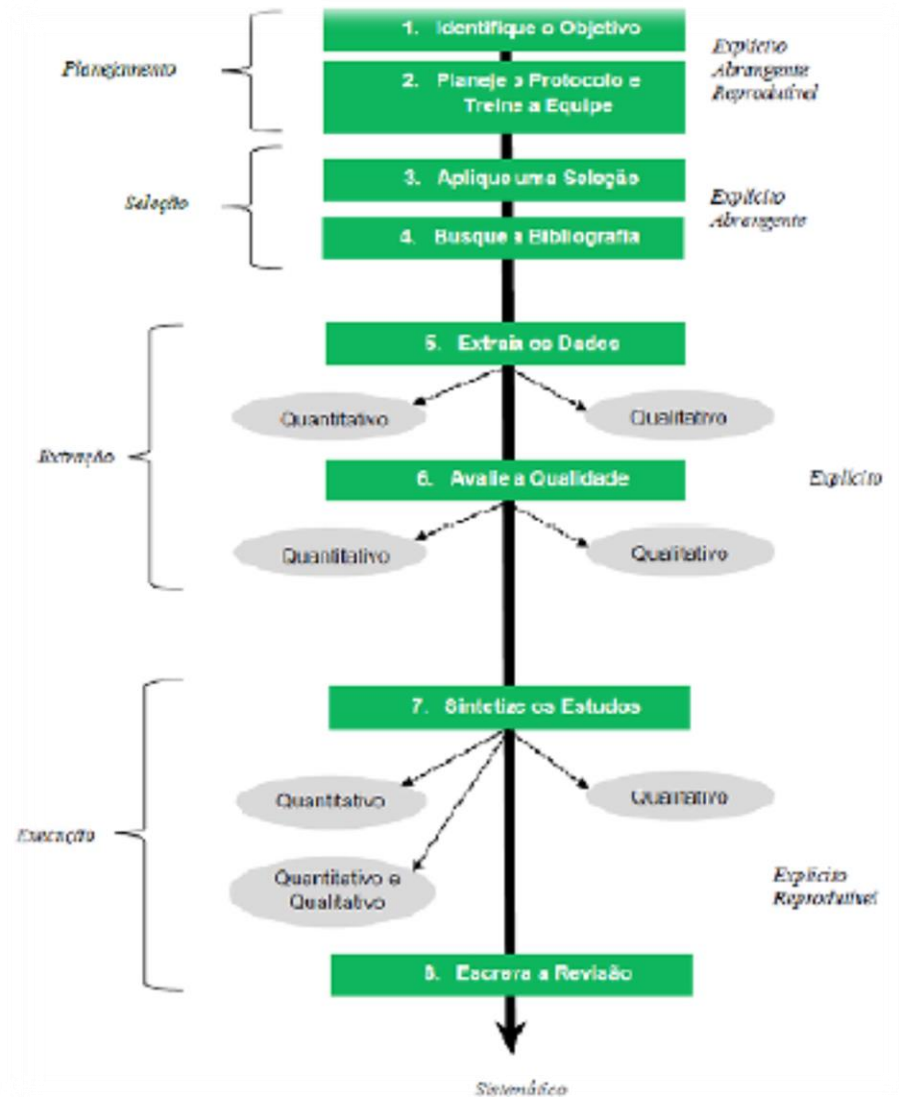 1. Identifique o Objetivo
Planejamento
Explícito
Abrangente
Reprodutível
2. Planeje o Protocolo e
Treine a Equipe
3. Aplique uma Seleção
Seleção
Explícito
Abrangente
4. Busque a Bibliografia
5. Extraia os Dados
Quantitativo
Qualitativo
Extração
6. Avalie a Qualidade
Explícito
Quantitativo
Qualitativo
7. Sintetize os Estudos
Quantitativo
Qualitativo
Execução
Quantitativo e
Qualitativo
Explícito
Reprodutível
8. Escreva a Revisão
Sistemático